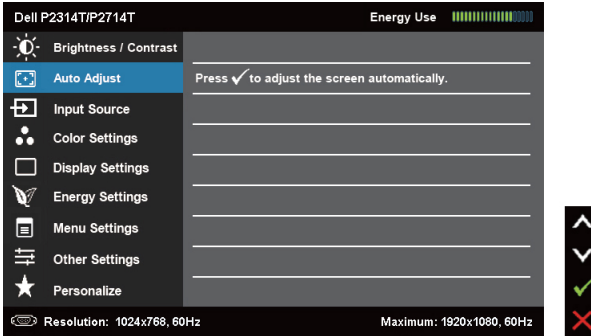 Dell P2314T/P2714T Energy Use
Brightness / Contrast
Auto Adjust Press ✓ to adjust the screen automatically.
Input Source
Color Settings
Display Settings
Energy Settings
Menu Settings
Other Settings
Personalize
Resolution: 1024x768, 60Hz Maximum: 1920x1080, 60Hz